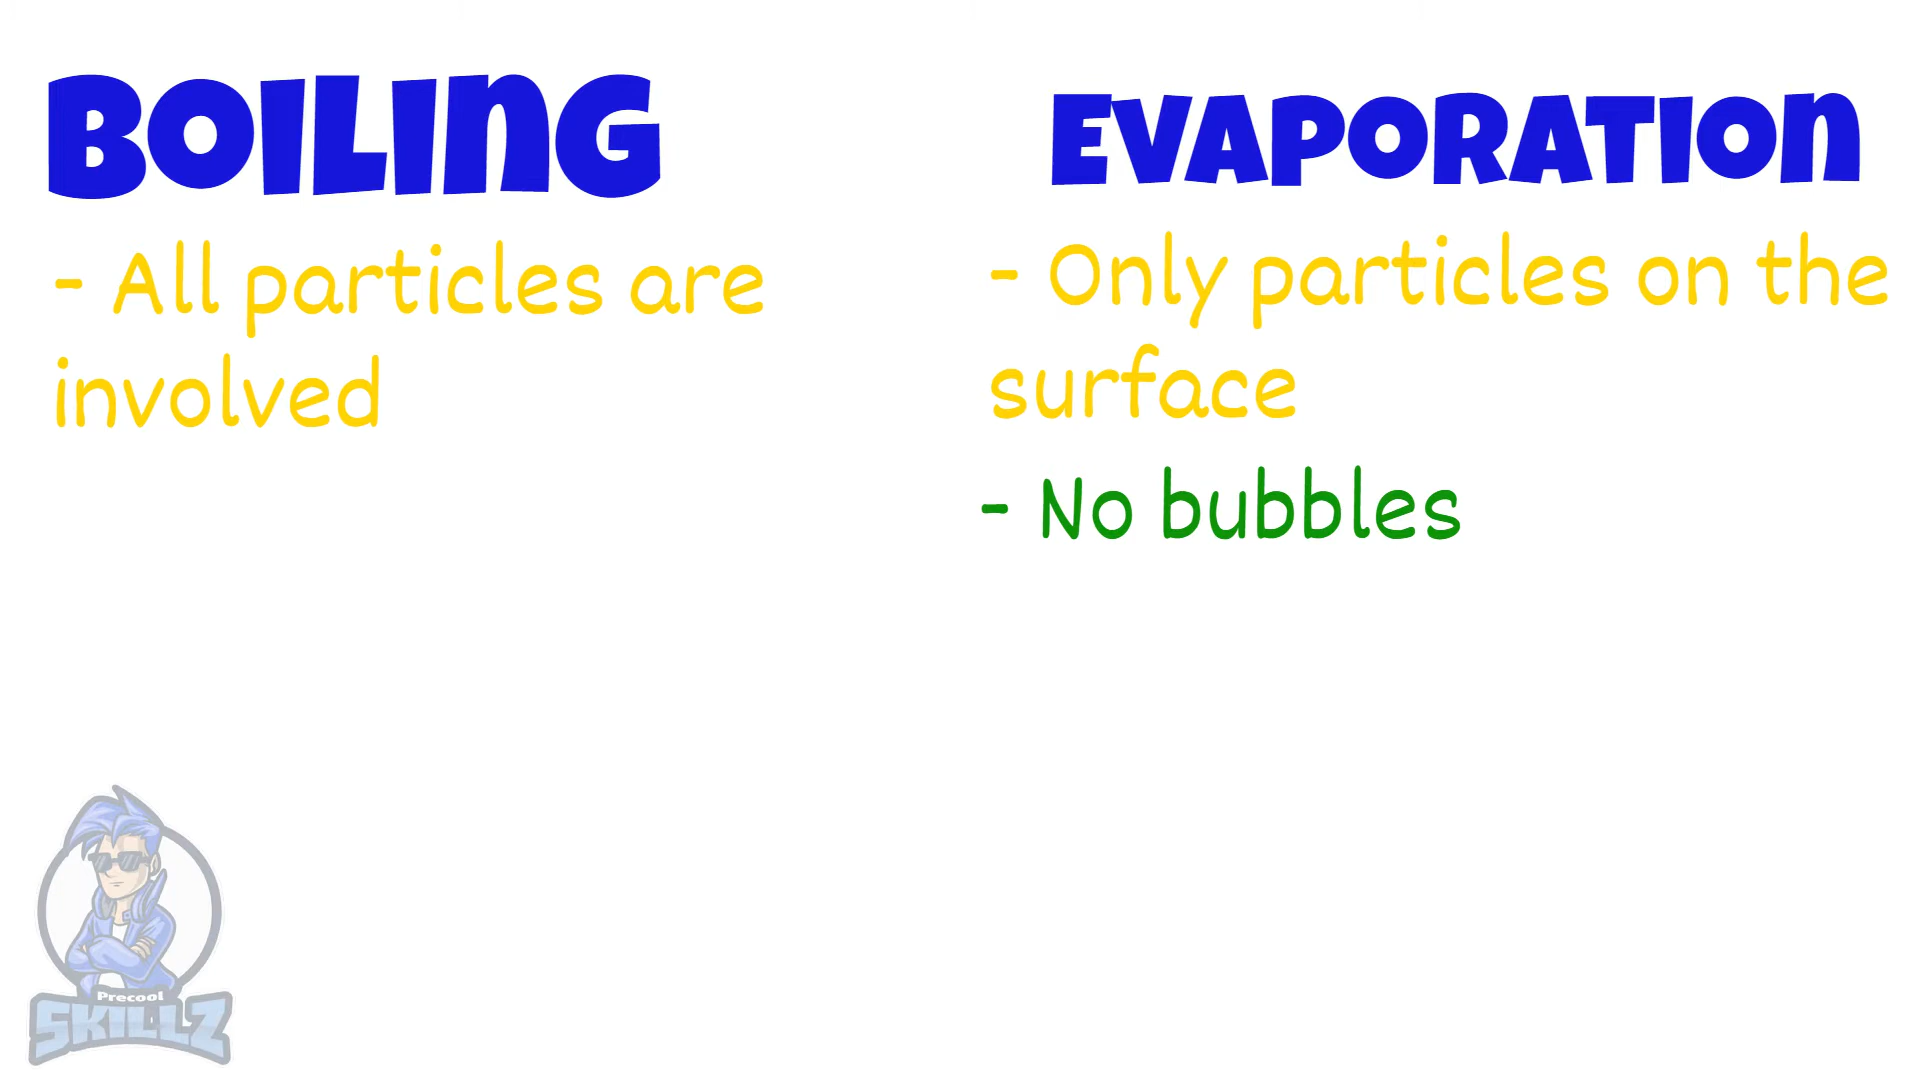 BOILING
- All particles are
involved
EVAPORATION
- Only particles on the
surface
- No bubbles
Precool
SKILLZ